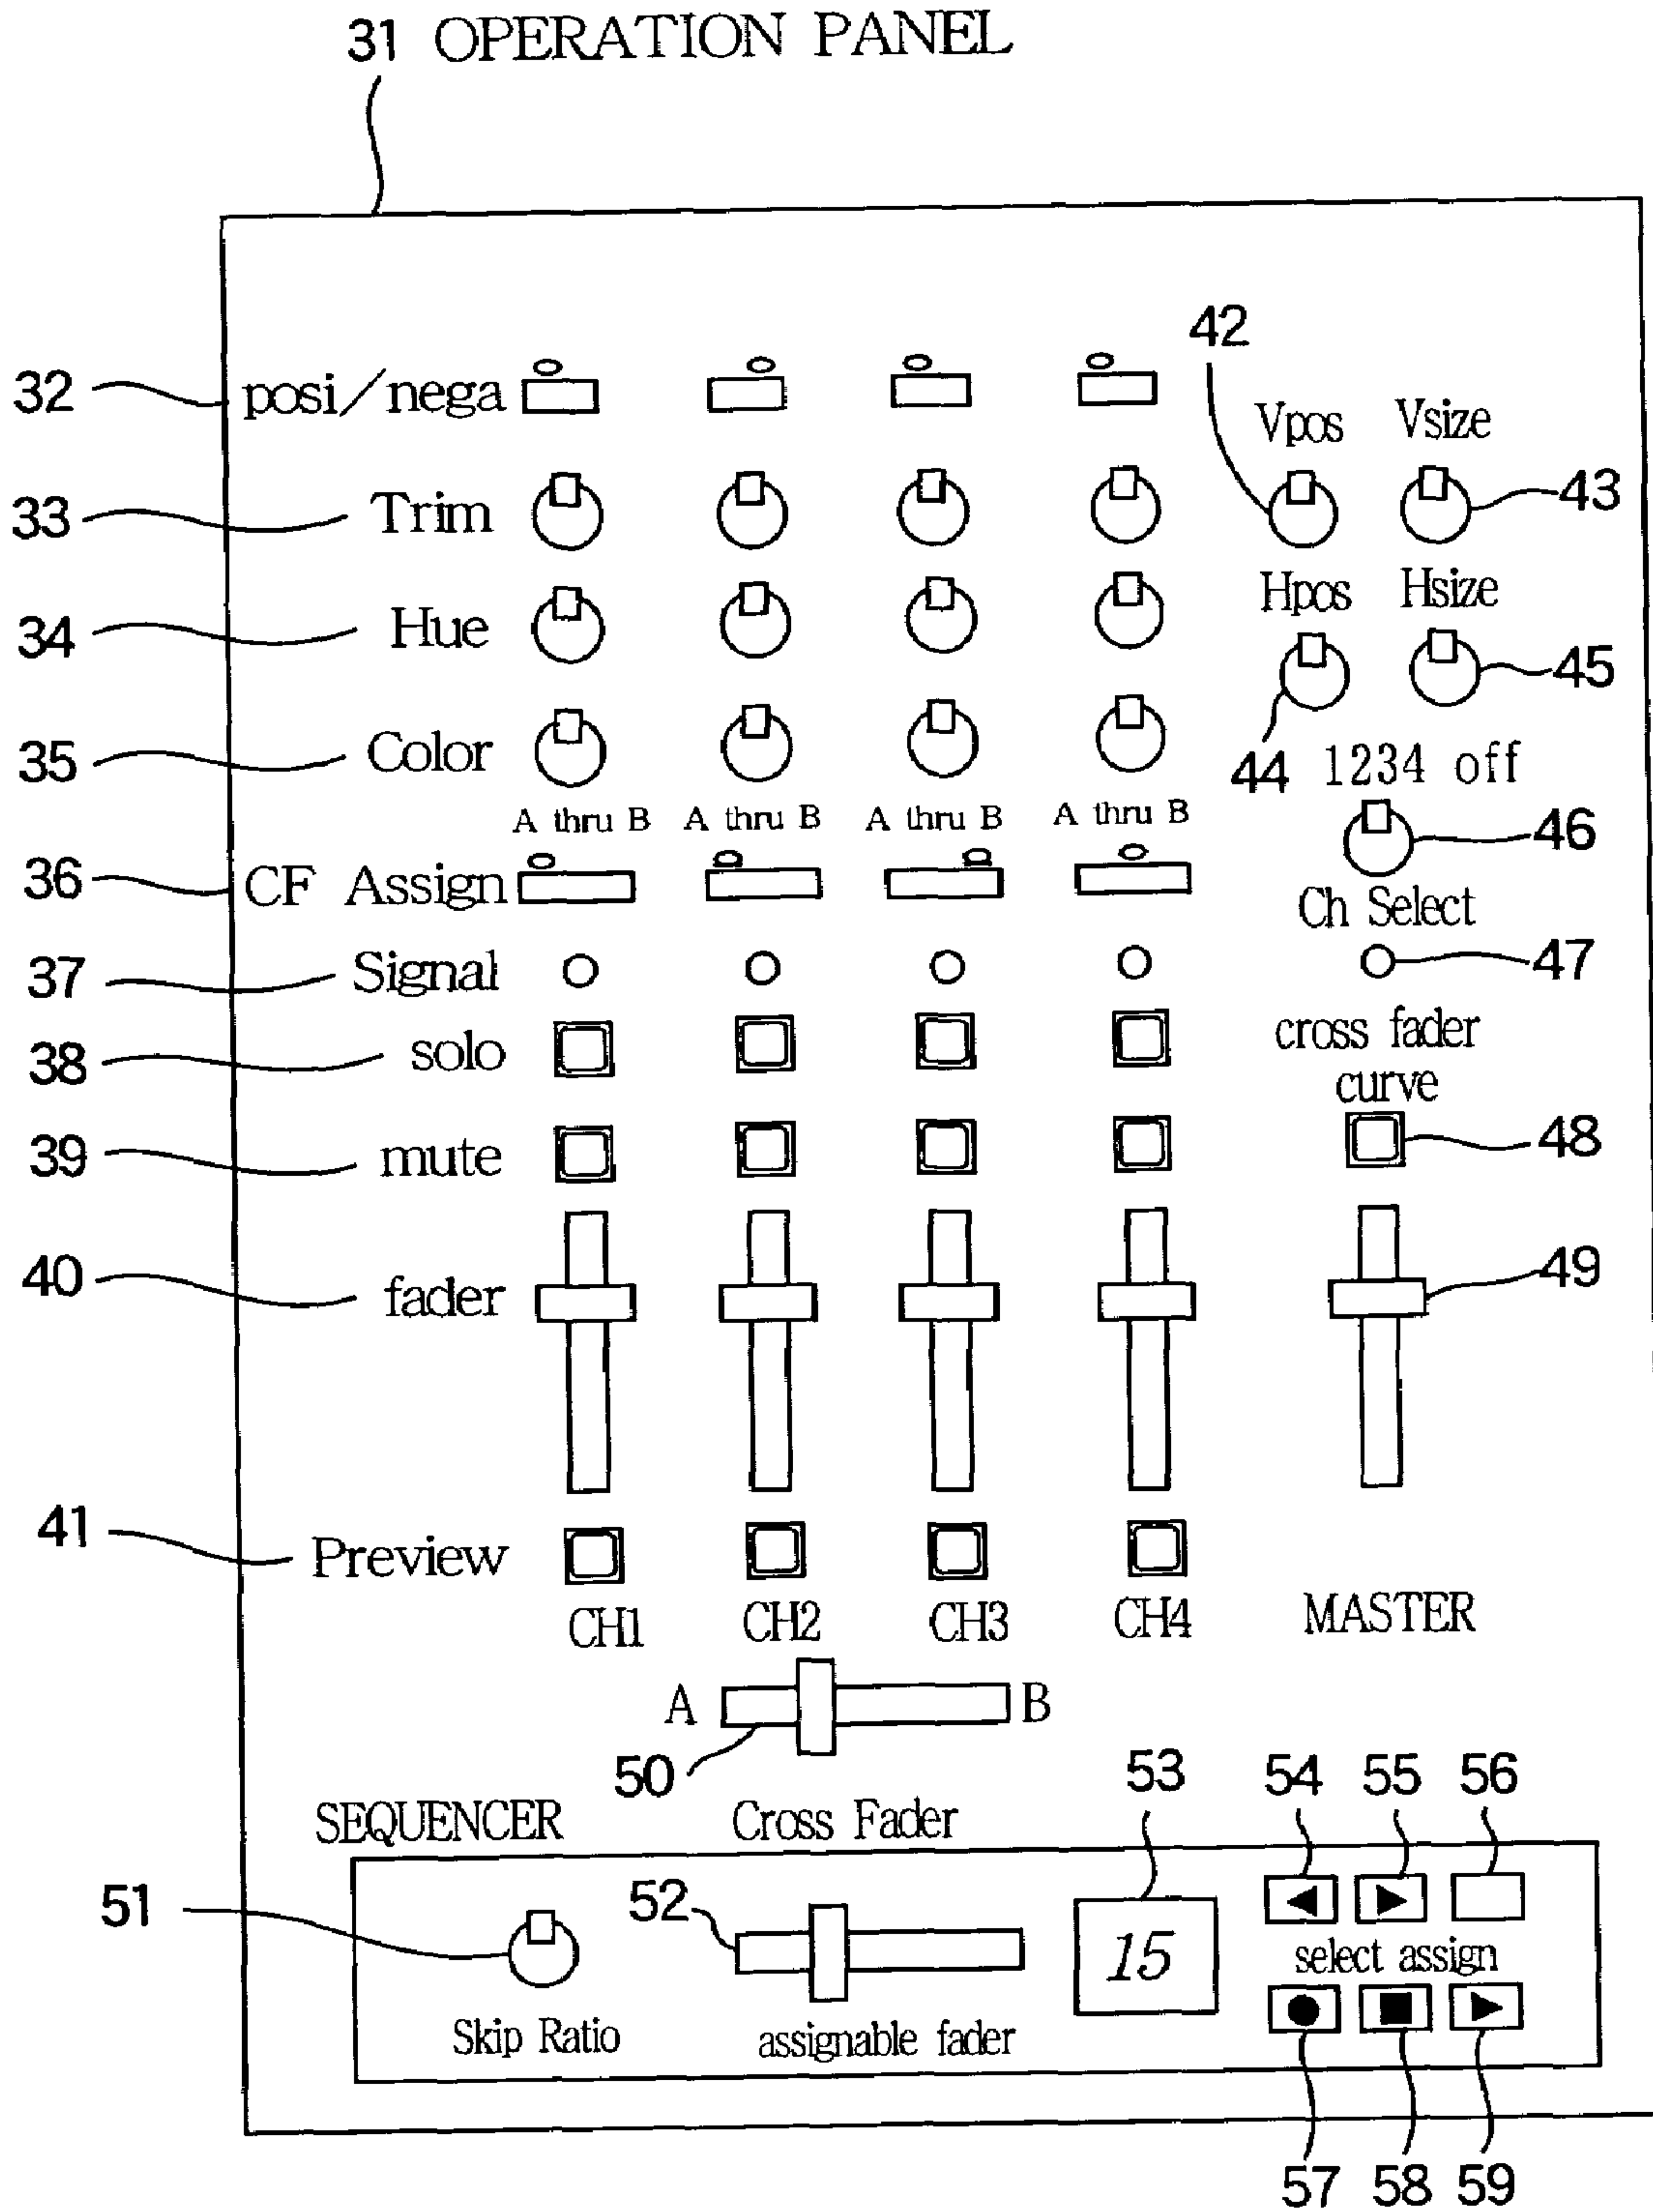 31 OPERATION PANEL
42
32 posi/nega
Vpos Vsize
33 Trim
43
34 Hue
Hpos Hsize
45
35 Color
44 1234 off
A thru B A thru B A thru B A thru B
46
36 CF Assign
Ch Select
37 Signal
47
38 solo
cross fader
curve
39 mute
48
40 fader
49
41 Preview
CH1 CH2 CH3 CH4 MASTER
A B
50
53 54 55 56
SEQUENCER Cross Fader
51 52
15
select assign
Skip Ratio assignable fader
57 58 59